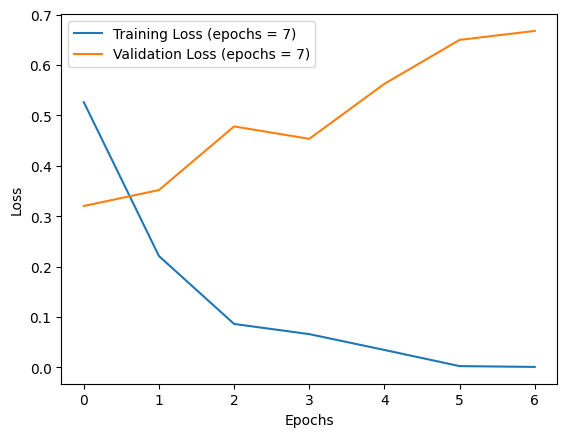 Training Loss (epochs = 7)
Validation Loss (epochs = 7)
0.7
0.6
0.5
0.4
0.3
0.2
0.1
0.0
Loss
0 1 2 3 4 5 6
Epochs